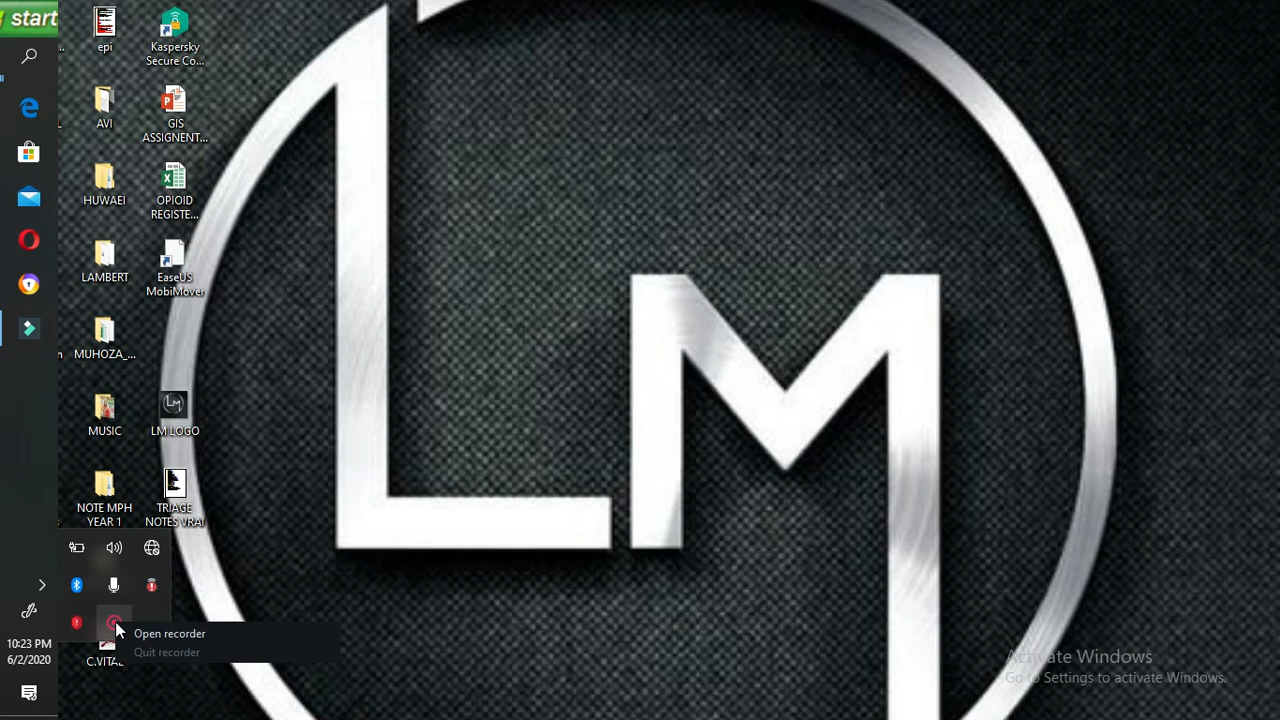 start
epi
Kaspersky
Secure Co...
AVI
GIS
ASSIGNENT...
HUWAEI
OPIOID
REGISTE...
LAMBERT
EaseUS
MobiMover
MUHOZA_...
MUSIC
LM LOGO
NOTE MPH
YEAR 1
TRIAGE
NOTES VRAI
Open recorder
Quit recorder
10:23 PM
6/2/2020
LM
Activate Windows
Go to Settings to activate Windows.